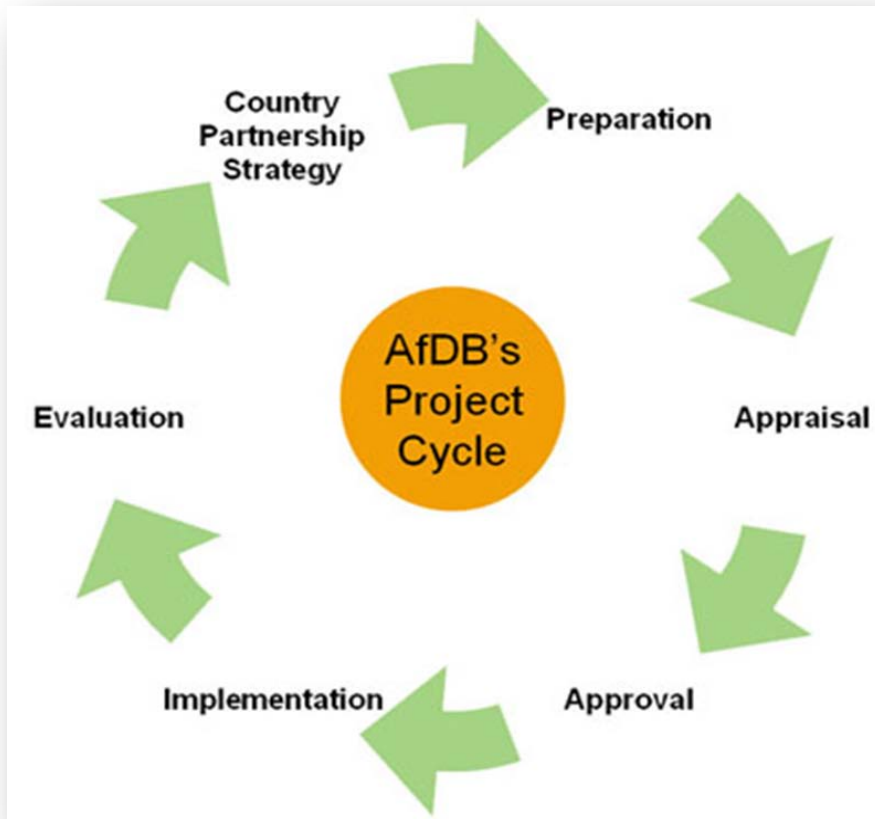 Country
Partnership
Strategy
Preparation
Appraisal
Approval
Implementation
Evaluation
AfDB's
Project
Cycle